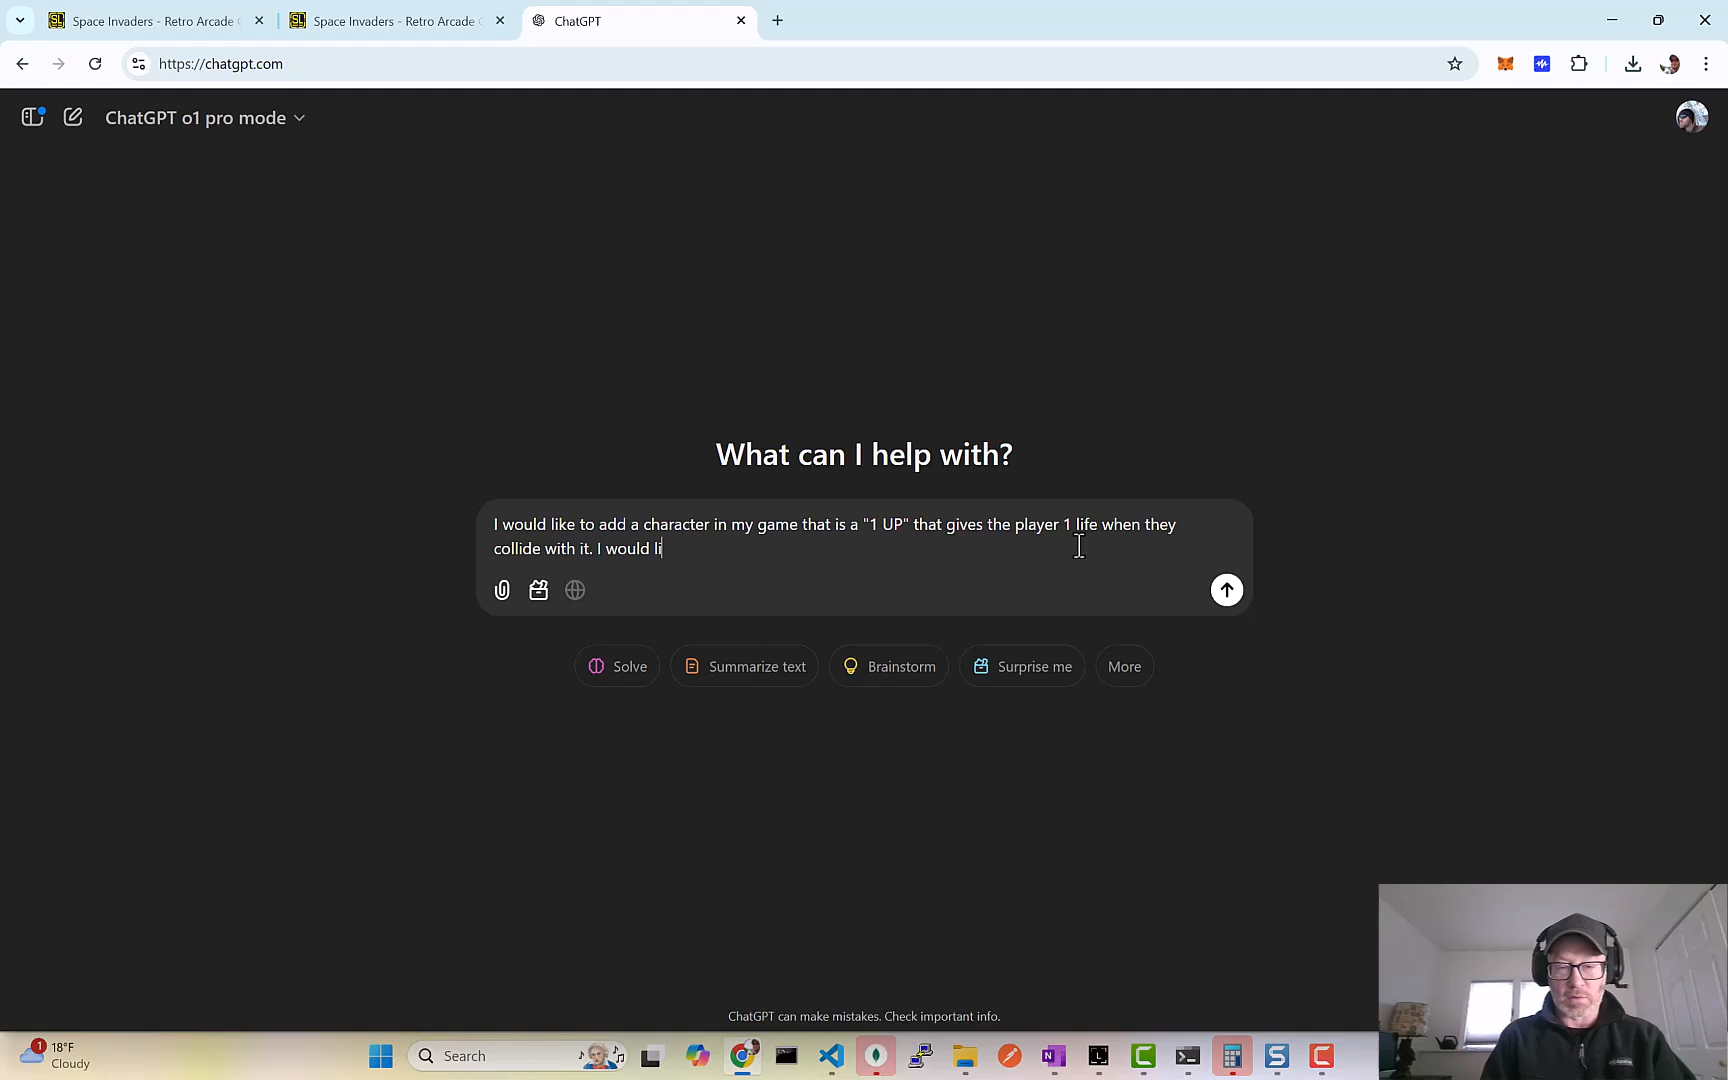 Space Invaders - Retro Arcade
Space Invaders - Retro Arcade
ChatGPT
https://chatgpt.com
ChatGPT o1 pro mode
What can I help with?
I would like to add a character in my game that is a "1 UP" that gives the player 1 life when they
collide with it. I would li
Solve
Summarize text
Brainstorm
Surprise me
More
ChatGPT can make mistakes. Check important info.
1
18°F
Cloudy
Search